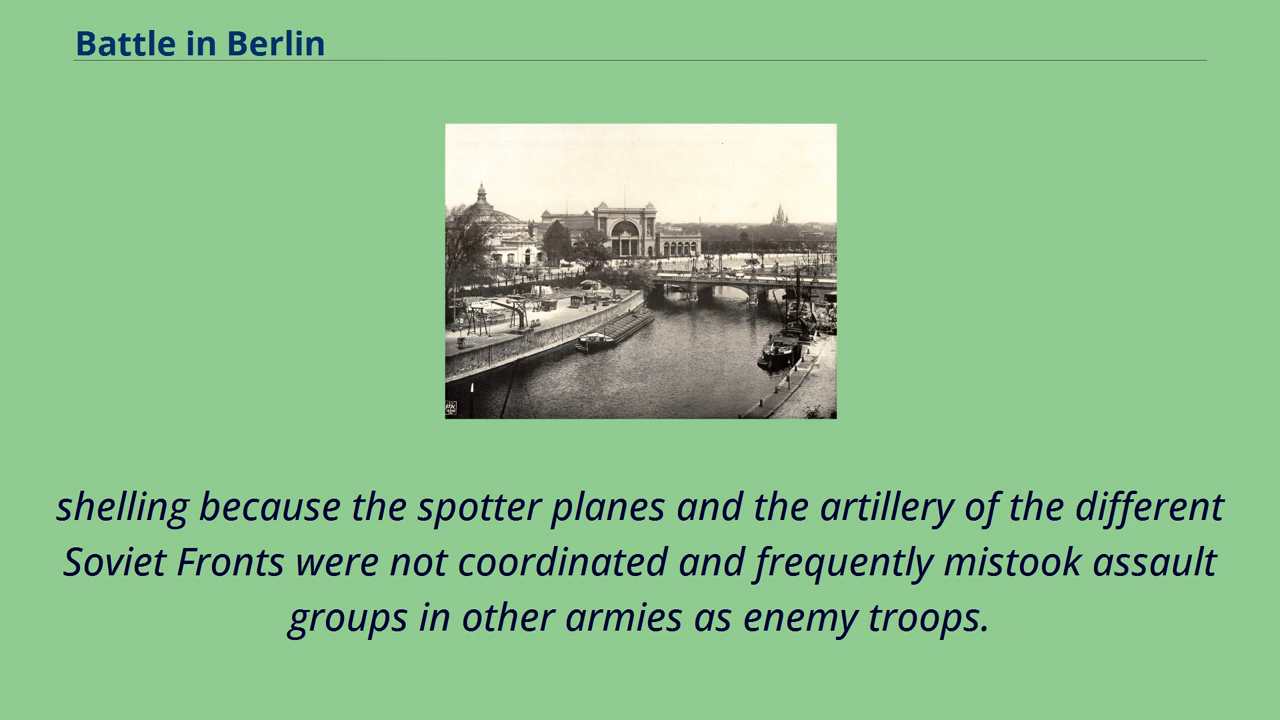 Battle in Berlin
shelling because the spotter planes and the artillery of the different
Soviet Fronts were not coordinated and frequently mistook assault
groups in other armies as enemy troops.